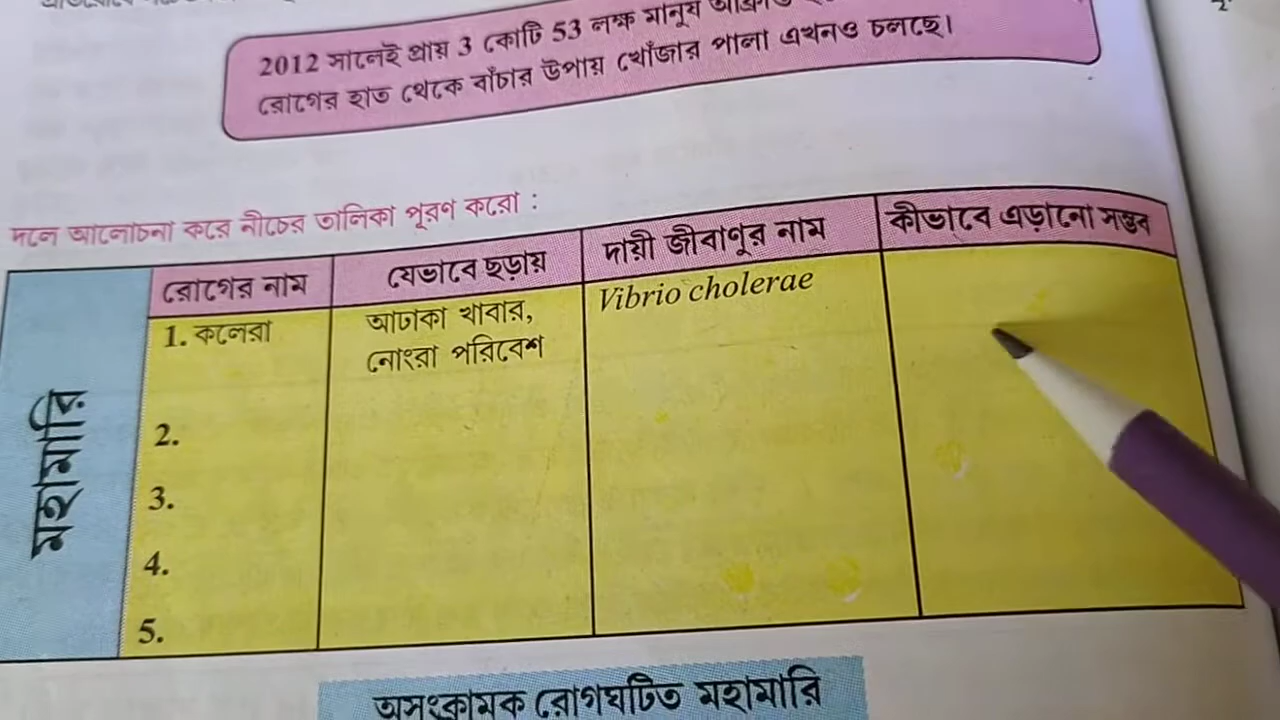 2012 সালেই প্রায় 3 কোটি 53 লক্ষ মানুষ
রোগের হাত থেকে বাঁচার উপায় খোঁজার পালা এখনও চলছে।
দলে আলোচনা করে নীচের তালিকা পূরণ করো :
মহামারি
রোগের নাম
যেভাবে ছড়ায়
দায়ী জীবাণুর নাম
কীভাবে এড়ানো সম্ভব
1. কলেরা
আঢাকা খাবার,
নোংরা পরিবেশ
Vibrio cholerae
2.
3.
4.
5.
অসংক্রামক রোগঘটিত মহামারি